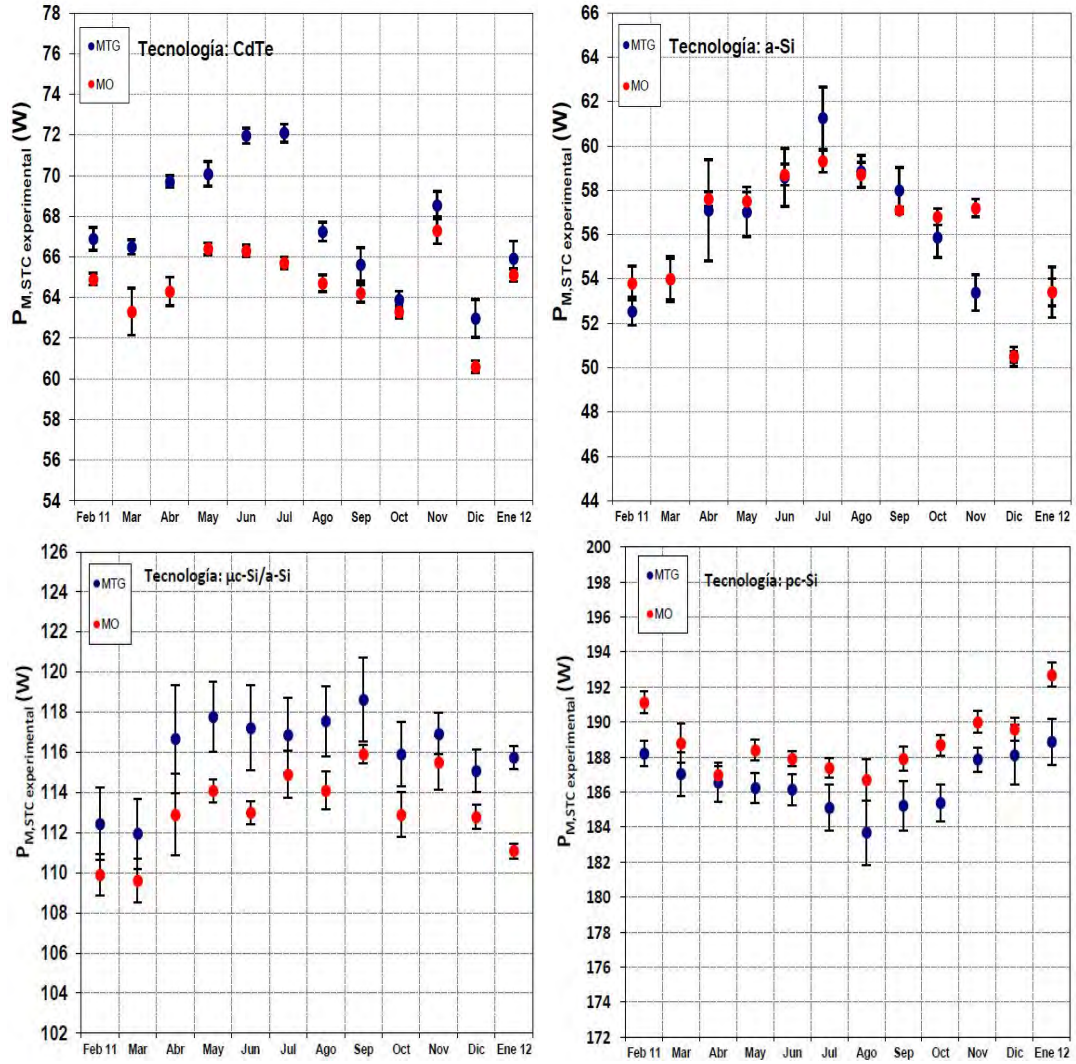 Tecnología: CdTe
MTG
MO
P_M,STC experimental (W)
78
76
74
72
70
68
66
64
62
60
58
56
54
Feb 11 Mar Abr May Jun Jul Ago Sep Oct Nov Dic Ene 12
Tecnología: a-Si
MTG
MO
P_M,STC experimental (W)
66
64
62
60
58
56
54
52
50
48
46
44
Feb 11 Mar Abr May Jun Jul Ago Sep Oct Nov Dic Ene 12
Tecnología: µc-Si/a-Si
MTG
MO
P_M,STC experimental (W)
126
124
122
120
118
116
114
112
110
108
106
104
102
Feb 11 Mar Abr May Jun Jul Ago Sep Oct Nov Dic Ene 12
Tecnología: pc-Si
MTG
MO
P_M,STC experimental (W)
200
198
196
194
192
190
188
186
184
182
180
178
176
174
172
Feb 11 Mar Abr May Jun Jul Ago Sep Oct Nov Dic Ene 12